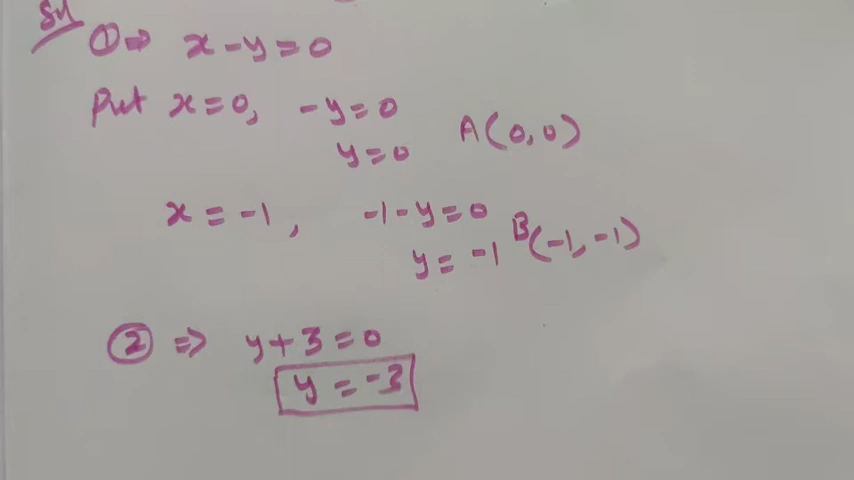 Sol
① ⇒ x - y = 0
Put x = 0, -y = 0
y = 0 A(0, 0)
x = -1, -1 - y = 0
y = -1 B(-1, -1)
② ⇒ y + 3 = 0
y = -3